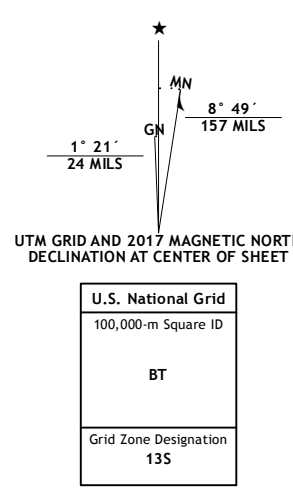 ★
MN
GN
8° 49´
157 MILS
1° 21´
24 MILS
UTM GRID AND 2017 MAGNETIC NORTH
DECLINATION AT CENTER OF SHEET
U.S. National Grid
100,000-m Square ID
BT
Grid Zone Designation
13S